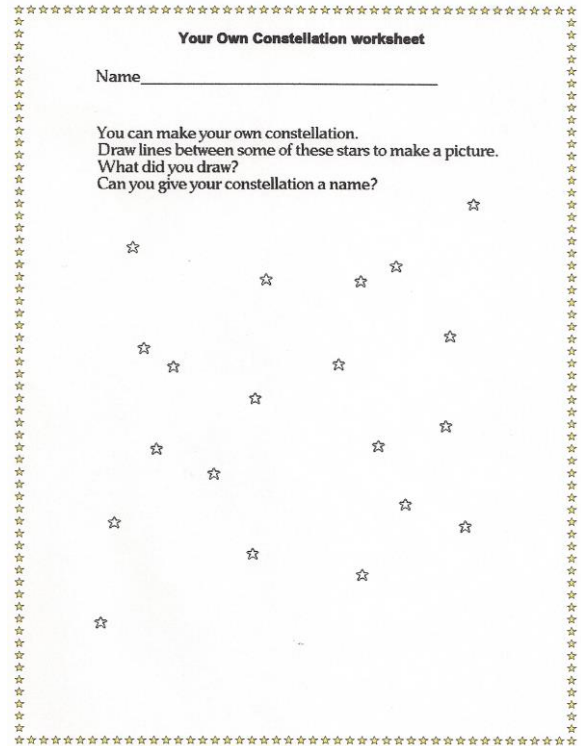 Your Own Constellation worksheet
Name
You can make your own constellation.
Draw lines between some of these stars to make a picture.
What did you draw?
Can you give your constellation a name?